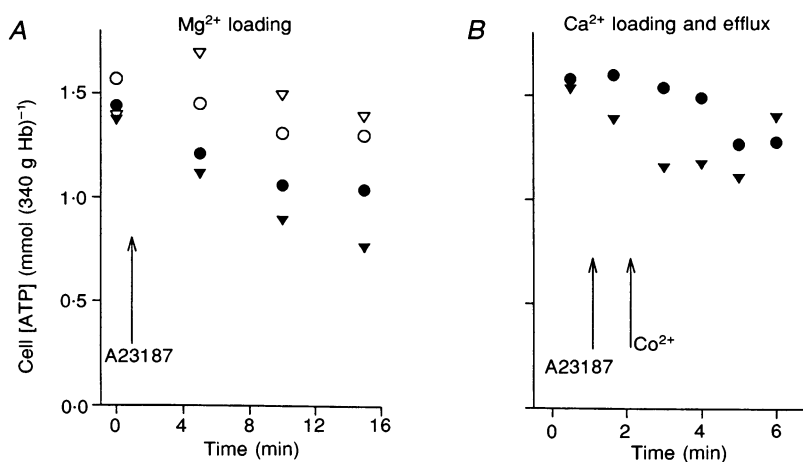 A
Mg²⁺ loading
Cell [ATP] (mmol (340 g Hb)⁻¹)
1·5
1·0
0·5
0·0
A23187
0 4 8 12 16
Time (min)
B
Ca²⁺ loading and efflux
A23187
Co²⁺
0 2 4 6
Time (min)